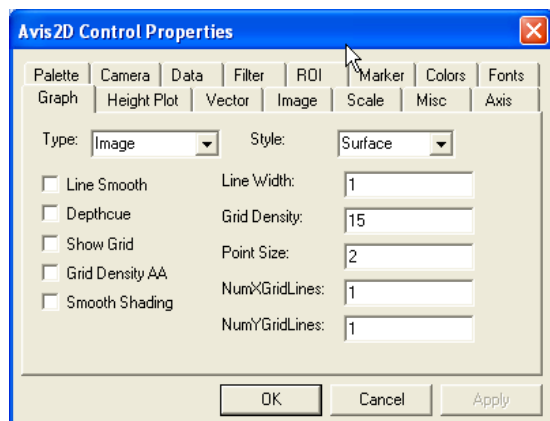 Avis2D Control Properties
Palette Camera Data Filter ROI Marker Colors Fonts
Graph Height Plot Vector Image Scale Misc Axis
Type: Image Style: Surface
Line Smooth Line Width: 1
Depthcue Grid Density: 15
Show Grid Point Size: 2
Grid Density AA NumXGridLines: 1
Smooth Shading NumYGridLines: 1
OK Cancel Apply